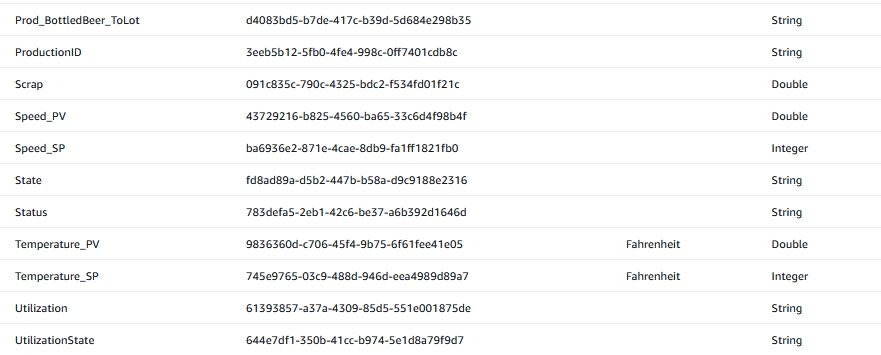 Prod_BottledBeer_ToLot d4083bd5-b7de-417c-b39d-5d684e298b35 String
ProductionID 3eeb5b12-5fb0-4fe4-998c-0ff7401cdb8c String
Scrap 091c835c-790c-4325-bdc2-f534fd01f21c Double
Speed_PV 43729216-b825-4560-ba65-33c6d4f98b4f Double
Speed_SP ba6936e2-871e-4cae-8db9-fa1ff1821fb0 Integer
State fd8ad89a-d5b2-447b-b58a-d9c9188e2316 String
Status 783defa5-2eb1-42c6-be37-a6b392d1646d String
Temperature_PV 9836360d-c706-45f4-9b75-6f61fee41e05 Fahrenheit Double
Temperature_SP 745e9765-03c9-488d-946d-eea4989d89a7 Fahrenheit Integer
Utilization 61393857-a37a-4309-85d5-551e001875de String
UtilizationState 644e7df1-350b-41cc-b974-5e1d8a79f9d7 String